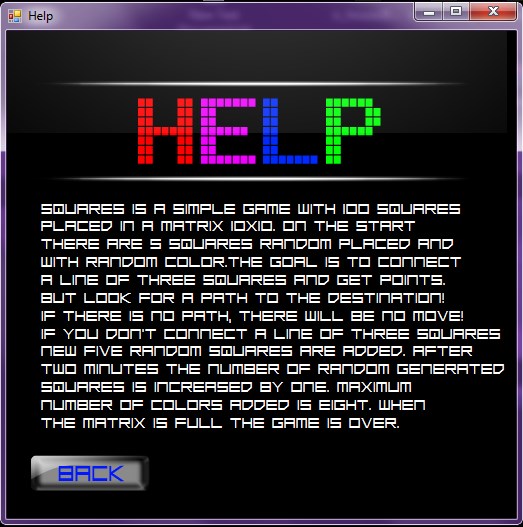 Help
HELP
SQUARES IS A SIMPLE GAME WITH 100 SQUARES
PLACED IN A MATRIX 10X10. ON THE START
THERE ARE 5 SQUARES RANDOM PLACED AND
WITH RANDOM COLOR.THE GOAL IS TO CONNECT
A LINE OF THREE SQUARES AND GET POINTS.
BUT LOOK FOR A PATH TO THE DESTINATION!
IF THERE IS NO PATH, THERE WILL BE NO MOVE!
IF YOU DON'T CONNECT A LINE OF THREE SQUARES
NEW FIVE RANDOM SQUARES ARE ADDED. AFTER
TWO MINUTES THE NUMBER OF RANDOM GENERATED
SQUARES IS INCREASED BY ONE. MAXIMUM
NUMBER OF COLORS ADDED IS EIGHT. WHEN
THE MATRIX IS FULL THE GAME IS OVER.
BACK